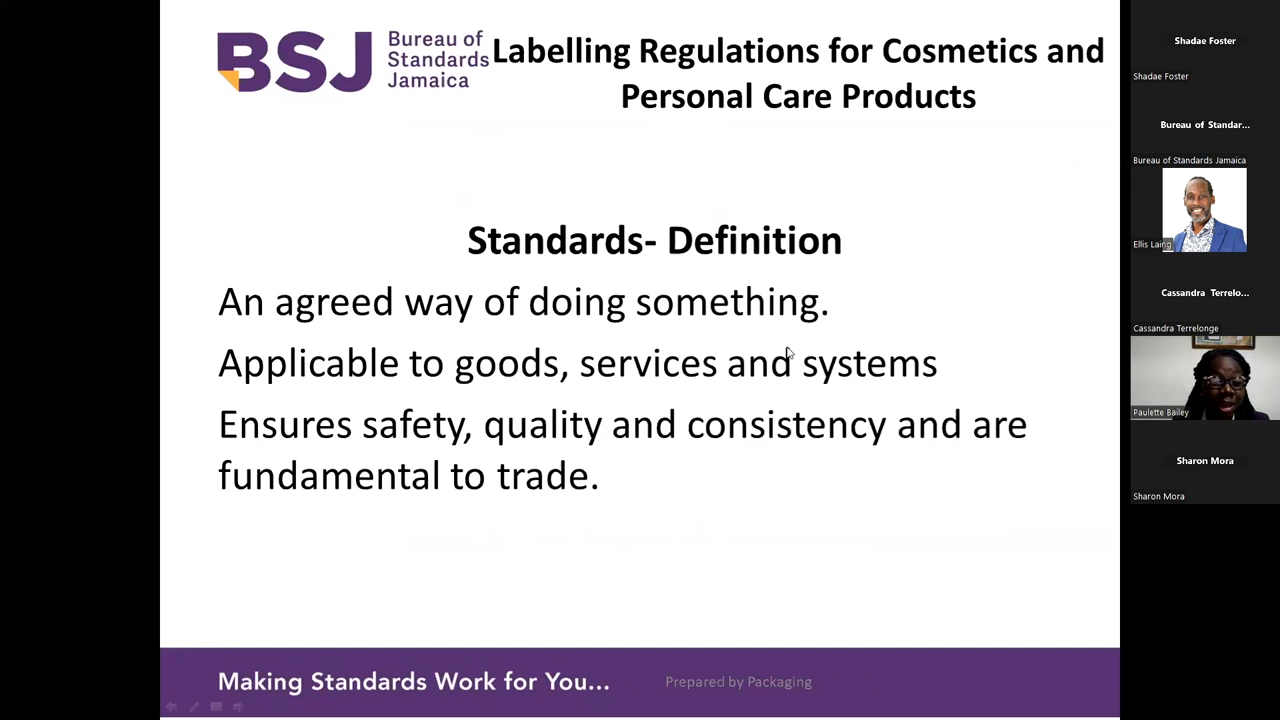 BSJ
Bureau of
Standards
Jamaica
Labelling Regulations for Cosmetics and
Personal Care Products
Standards- Definition
An agreed way of doing something.
Applicable to goods, services and systems
Ensures safety, quality and consistency and are
fundamental to trade.
Making Standards Work for You...
Prepared by Packaging
Shadae Foster
Shadae Foster
Bureau of Standar...
Bureau of Standards Jamaica
Ellis Laing
Cassandra Terrelo...
Cassandra Terrelonge
Paulette Bailey
Sharon Mora
Sharon Mora